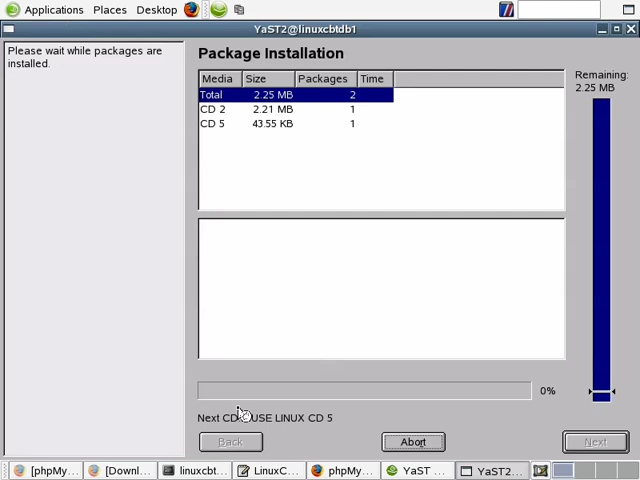 Applications Places Desktop
YaST2@linuxcbtdb1
Please wait while packages are
installed.
Package Installation
Media Size Packages Time
Total 2.25 MB 2
CD 2 2.21 MB 1
CD 5 43.55 KB 1
Remaining:
2.25 MB
0%
Next CD: USE LINUX CD 5
Back Abort Next
[phpMy... [Downl... linuxcbt... LinuxC... phpMy... YaST ... YaST2...